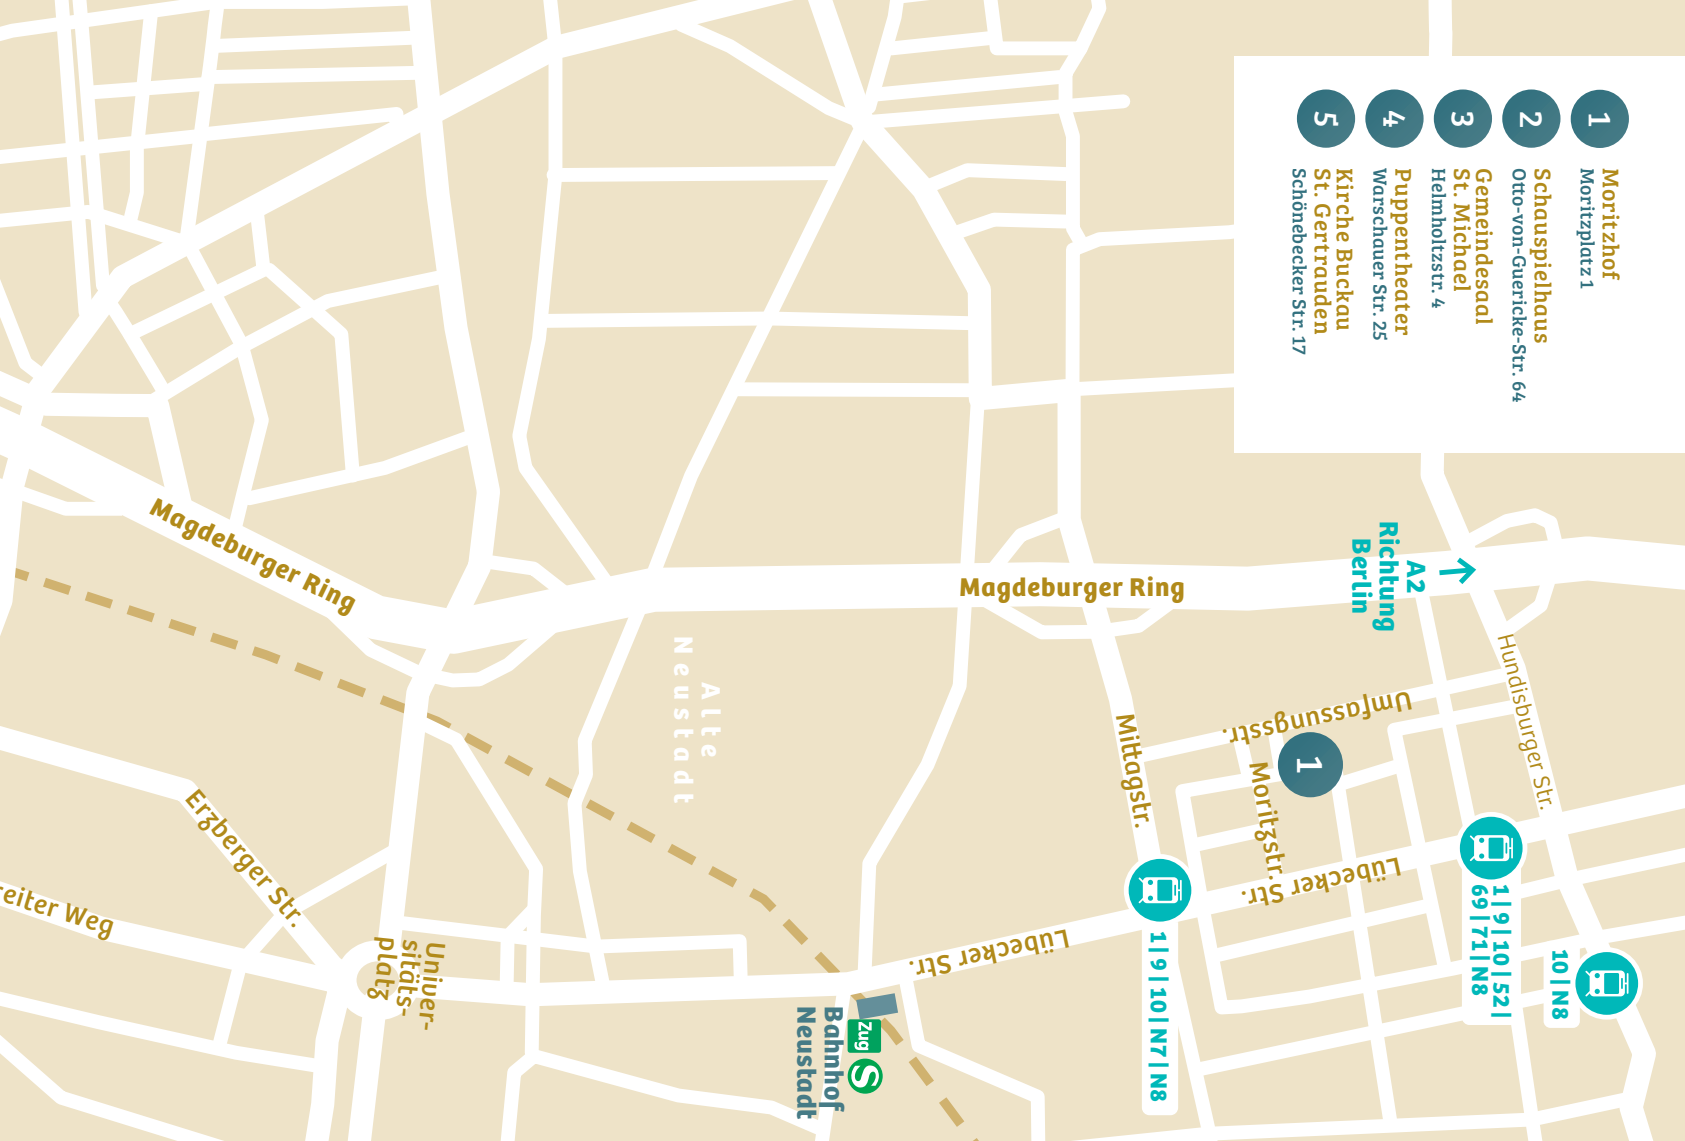 1
Moritzhof
Moritzplatz 1
2
Schauspielhaus
Otto-von-Guericke-Str. 64
3
Gemeindesaal
St. Michael
Helmholtzstr. 4
4
Puppentheater
Warschauer Str. 25
5
Kirche Buckau
St. Gertrauden
Schönebecker Str. 17
A2
Richtung
Berlin
Hundisburger Str.
10 | N8
1 | 9 | 10 | 52 |
69 | 71 | N8
Umfassungsstr.
1
Moritzstr.
Lübecker Str.
Mittagstr.
1 | 9 | 10 | N7 | N8
Magdeburger Ring
Lübecker Str.
Alte
Neustadt
Zug
S
Bahnhof
Neustadt
Magdeburger Ring
Univer-
sitäts-
platz
Erzberger Str.
reiter Weg